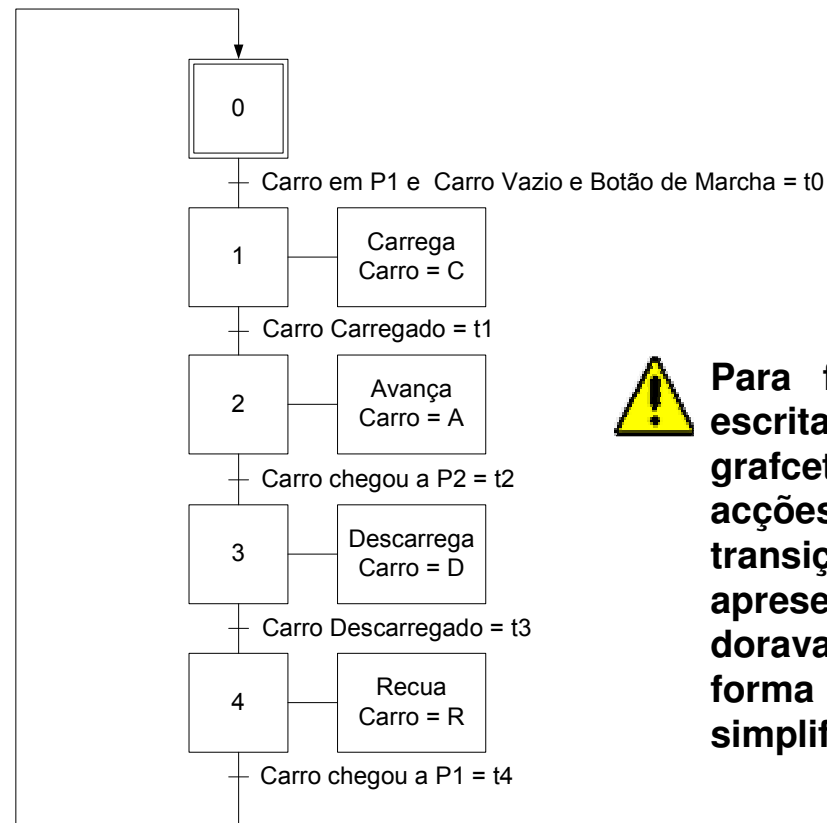 0
Carro em P1 e Carro Vazio e Botão de Marcha = t0
1
Carrega
Carro = C
Carro Carregado = t1
2
Avança
Carro = A
Carro chegou a P2 = t2
3
Descarrega
Carro = D
Carro Descarregado = t3
4
Recua
Carro = R
Carro chegou a P1 = t4
Para
escrita
grafcet
acções
transiç
aprese
dorava
forma
simplif